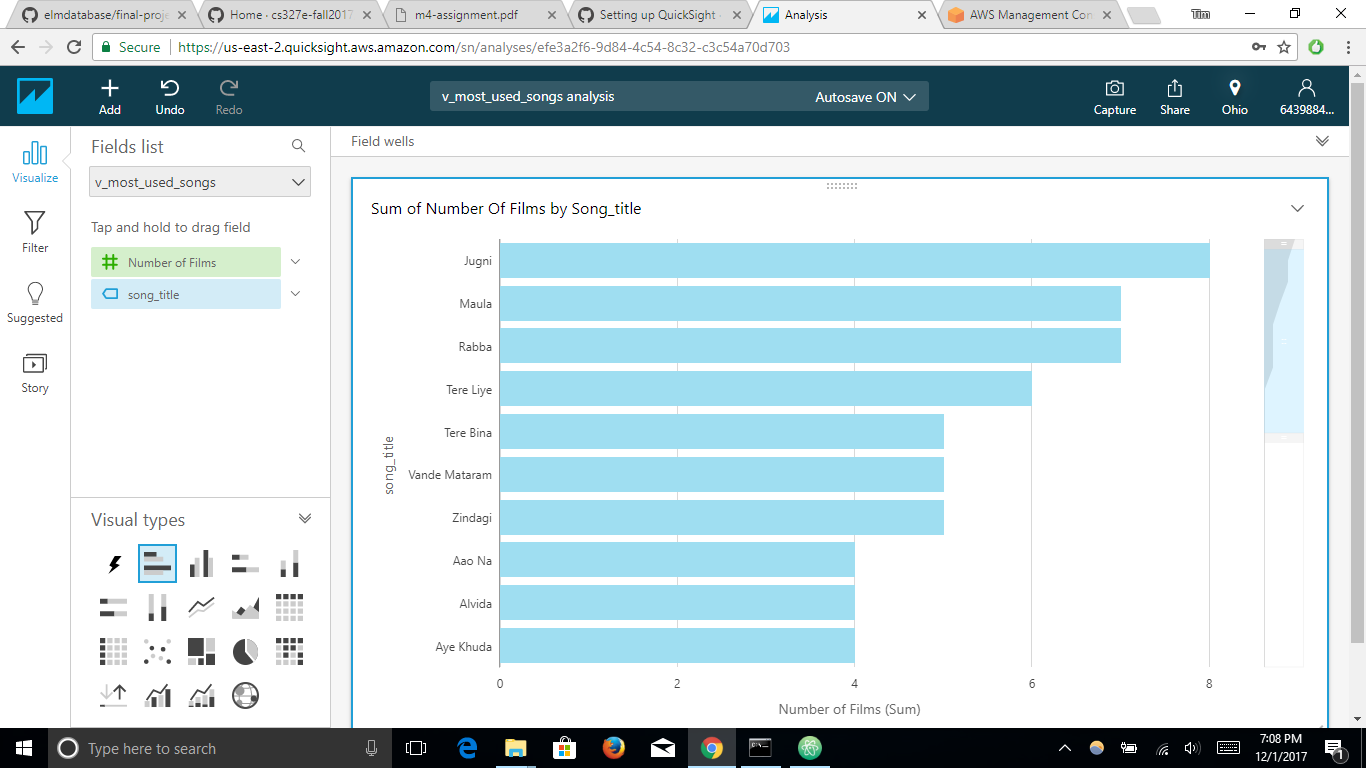 elmdatabase/final-proje
Home · cs327e-fall2017
m4-assignment.pdf
Setting up QuickSight ·
Analysis
AWS Management Con
Tim
Secure
https://us-east-2.quicksight.aws.amazon.com/sn/analyses/efe3a2f6-9d84-4c54-8c32-c3c54a70d703
Add
Undo
Redo
v_most_used_songs analysis
Autosave ON
Capture
Share
Ohio
6439884...
Visualize
Filter
Suggested
Story
Fields list
v_most_used_songs
Tap and hold to drag field
Number of Films
song_title
Visual types
Field wells
Sum of Number Of Films by Song_title
song_title
Jugni
Maula
Rabba
Tere Liye
Tere Bina
Vande Mataram
Zindagi
Aao Na
Alvida
Aye Khuda
0 2 4 6 8
Number of Films (Sum)
Type here to search
7:08 PM
12/1/2017
1